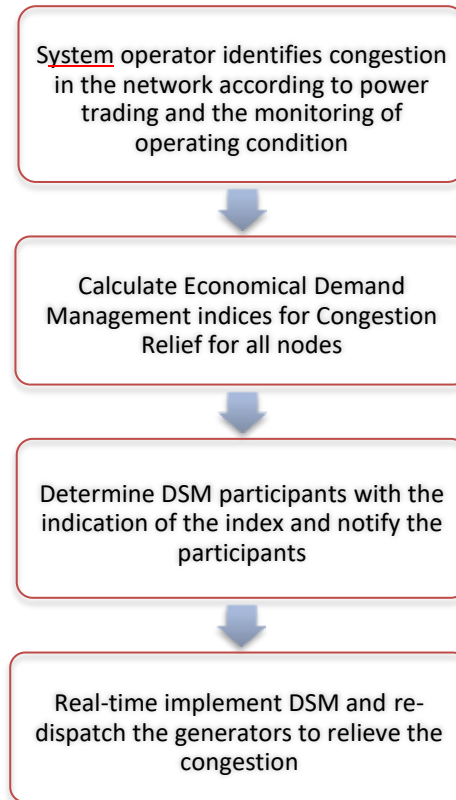 System operator identifies congestion
in the network according to power
trading and the monitoring of
operating condition
Calculate Economical Demand
Management indices for Congestion
Relief for all nodes
Determine DSM participants with the
indication of the index and notify the
participants
Real-time implement DSM and re-
dispatch the generators to relieve the
congestion